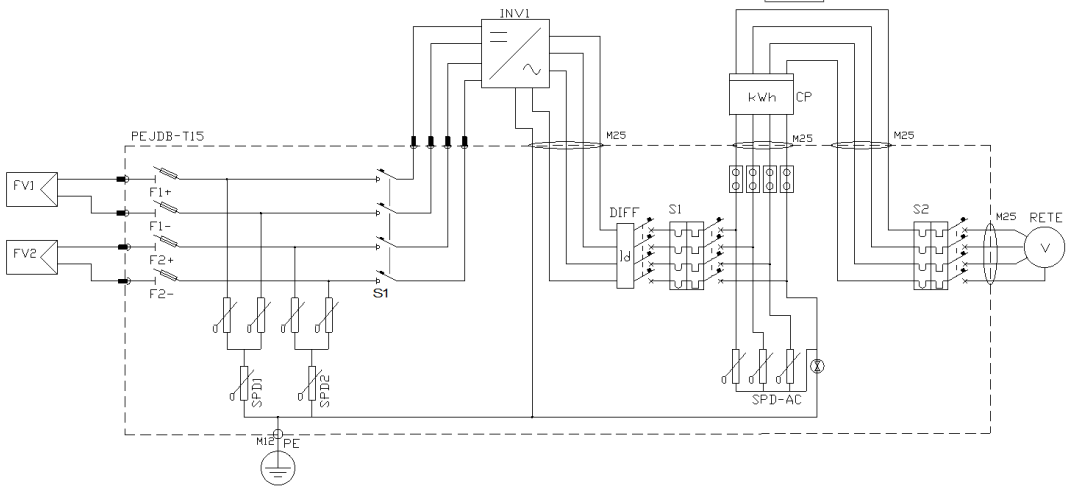 INV1
kWh CP
PEJDB-T15
M25
M25
M25
FV1
F1+
F1-
FV2
F2+
F2-
S1
DIFF
S1
Id
S2
M25
RETE
V
SPD1
SPD2
SPD-AC
M12
PE